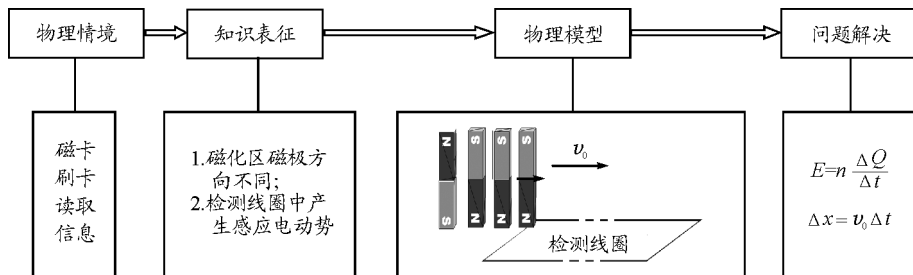 物理情境
知识表征
物理模型
问题解决
磁卡
刷卡
读取
信息
1.磁化区磁极方
向不同;
2.检测线圈中产
生感应电动势
N S S S
S N N N
v₀
检测线圈
E=n ΔQ/Δt
Δx=v₀Δt